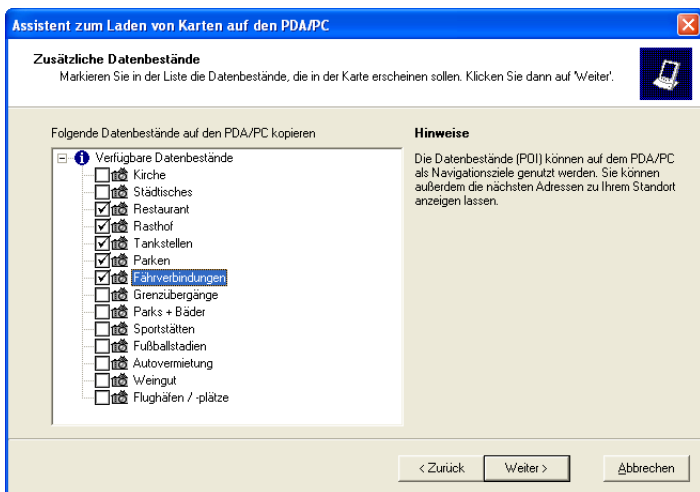 Assistent zum Laden von Karten auf den PDA/PC
Zusätzliche Datenbestände
Markieren Sie in der Liste die Datenbestände, die in der Karte erscheinen sollen. Klicken Sie dann auf 'Weiter'.
Folgende Datenbestände auf den PDA/PC kopieren
Verfügbare Datenbestände
Kirche
Städtisches
Restaurant
Rasthof
Tankstellen
Parken
Fährverbindungen
Grenzübergänge
Parks + Bäder
Sportstätten
Fußballstadien
Autovermietung
Weingut
Flughäfen / -plätze
Hinweise
Die Datenbestände (POI) können auf dem PDA/PC
als Navigationsziele genutzt werden. Sie können
außerdem die nächsten Adressen zu Ihrem Standort
anzeigen lassen.
< Zurück
Weiter >
Abbrechen